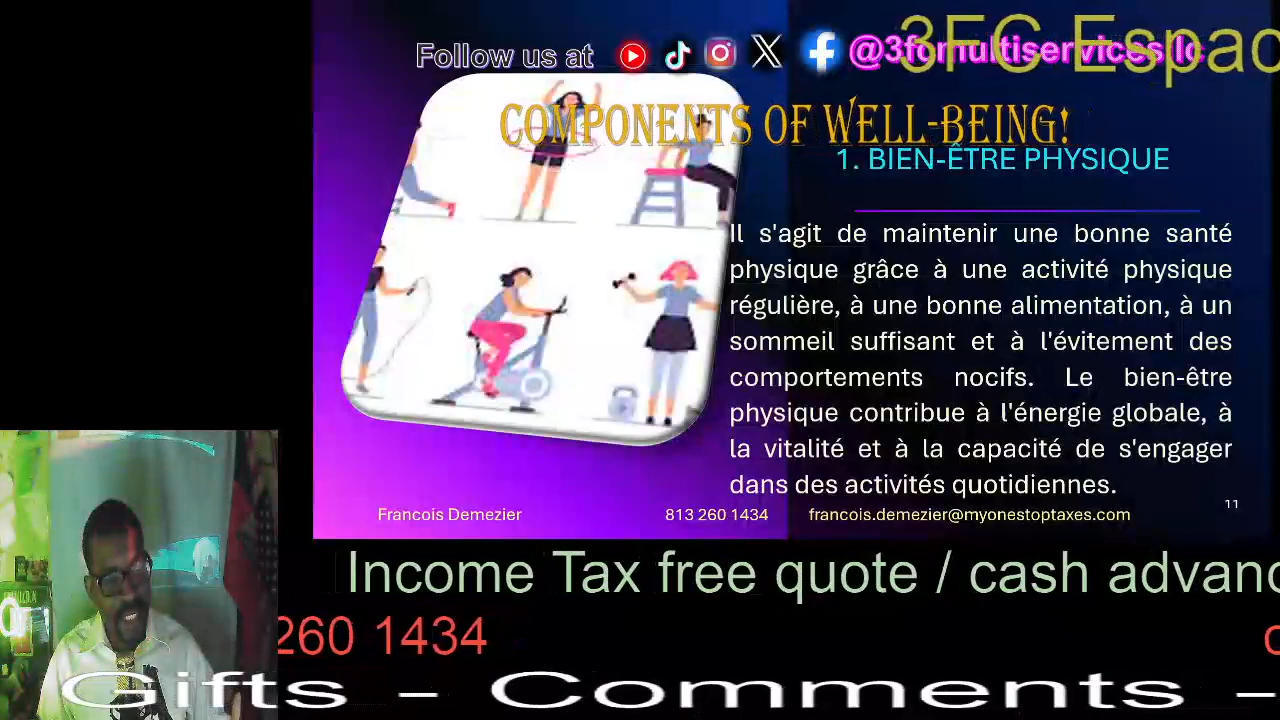 3FC Espac
Follow us at @3fcmultiservicesllc
COMPONENTS OF WELL-BEING!
1. BIEN-ÊTRE PHYSIQUE
Il s'agit de maintenir une bonne santé
physique grâce à une activité physique
régulière, à une bonne alimentation, à un
sommeil suffisant et à l'évitement des
comportements nocifs. Le bien-être
physique contribue à l'énergie globale, à
la vitalité et à la capacité de s'engager
dans des activités quotidiennes.
Francois Demezier 813 260 1434 francois.demezier@myonestoptaxes.com 11
Income Tax free quote / cash advanc
260 1434
Gifts - Comments -